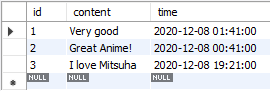 id content time
1 Very good 2020-12-08 01:41:00
2 Great Anime! 2020-12-08 00:41:00
3 I love Mitsuha 2020-12-08 19:21:00
NULL NULL NULL